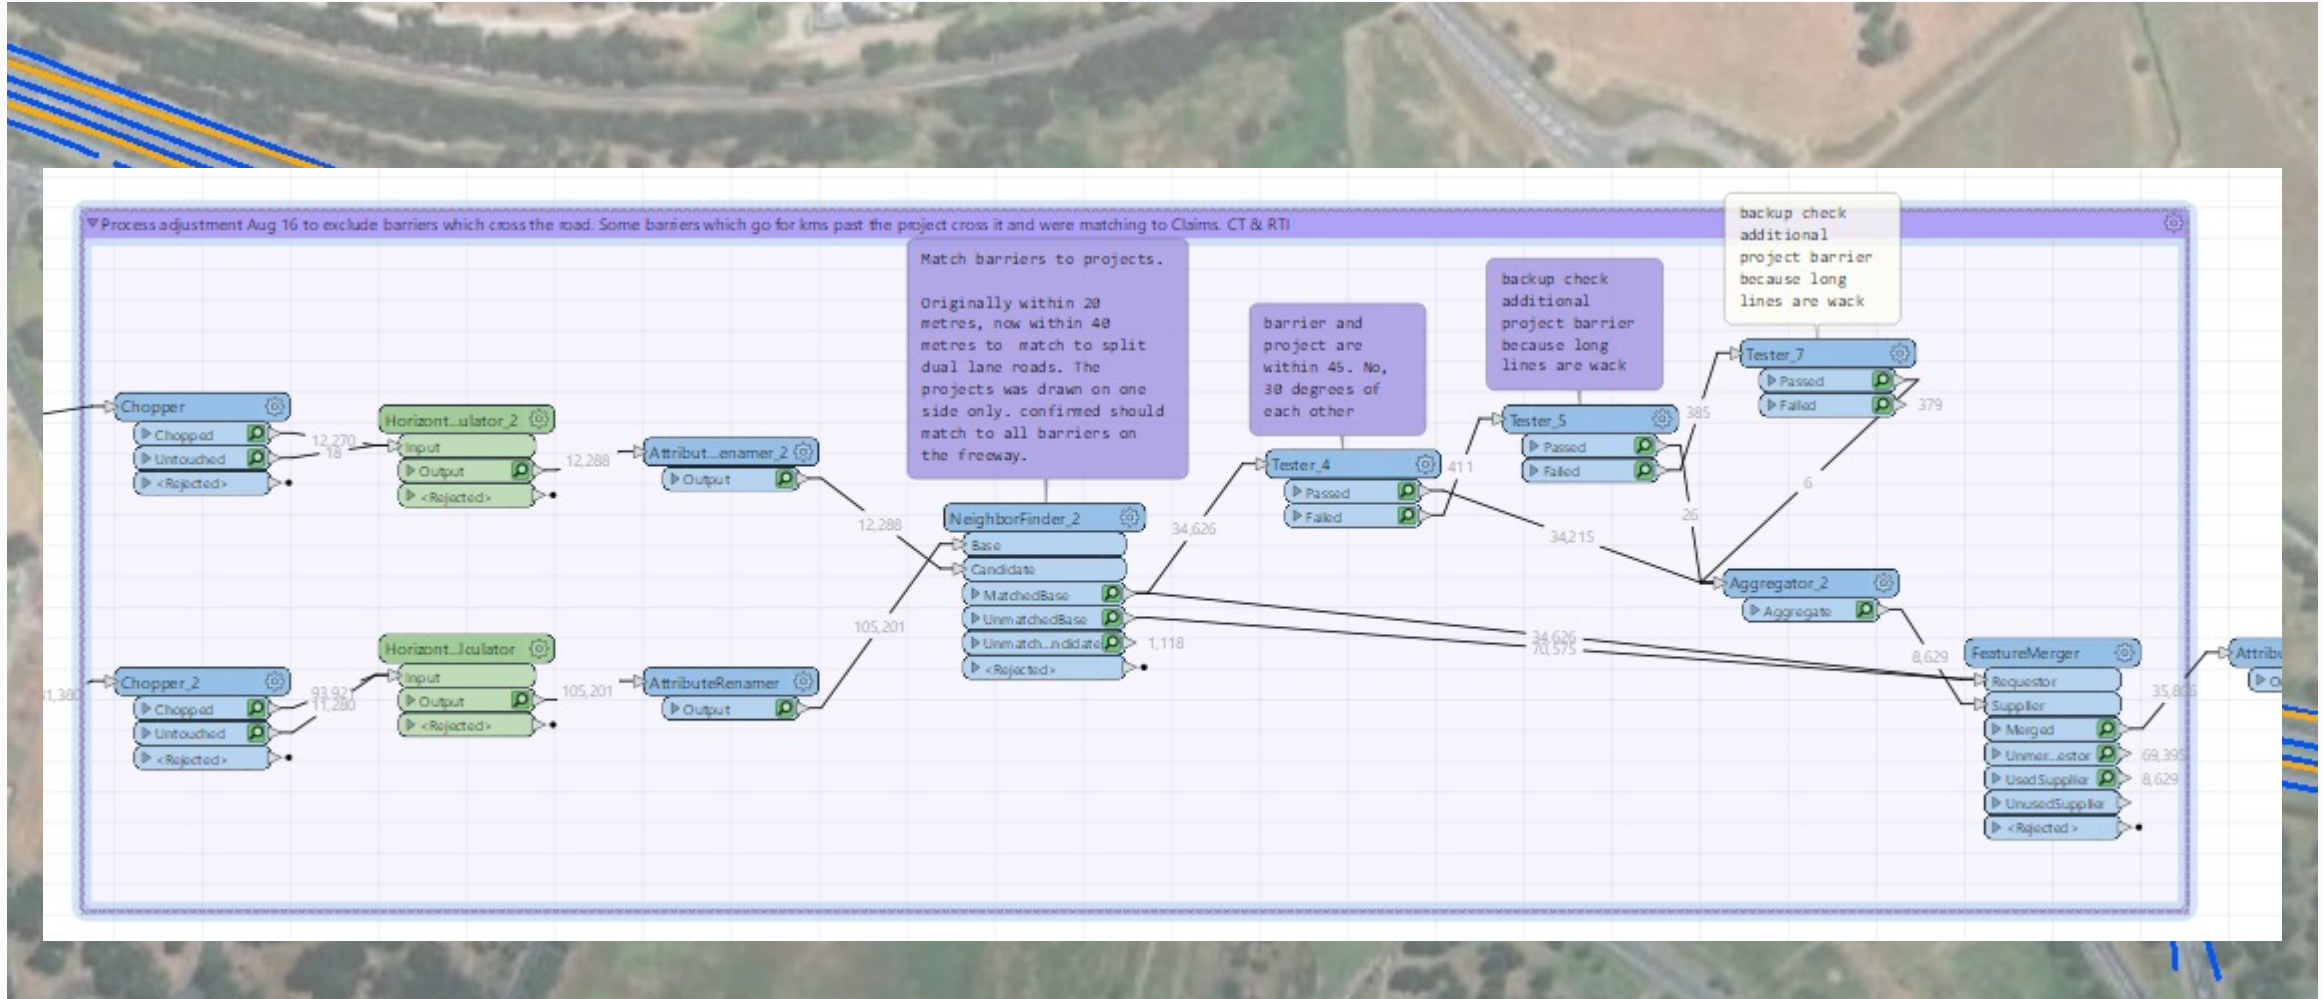 Process adjustment Aug 16 to exclude barriers which cross the road. Some barriers which go for kms past the project cross it and were matching to Claims. CT & RTI
backup check
additional
project barrier
because long
lines are wack
Match barriers to projects.
Originally within 20
metres, now within 40
metres to match to split
dual lane roads. The
projects was drawn on one
side only. confirmed should
match to all barriers on
the freeway.
backup check
additional
project barrier
because long
lines are wack
barrier and
project are
within 45. No,
30 degrees of
each other
Chopper
Chopped
Untouched
<Rejected>
12,270
18
Horizont...ulator_2
Input
Output
<Rejected>
12,288
Attribut...enamer_2
Output
12,288
NeighborFinder_2
Base
Candidate
MatchedBase
UnmatchedBase
Unmatch...ndidate
<Rejected>
1,118
34,626
Tester_4
Passed
Failed
411
34,215
Tester_5
Passed
Failed
385
26
Tester_7
Passed
Failed
379
6
Aggregator_2
Aggregate
8,629
34,626
70,575
Chopper_2
Chopped
Untouched
<Rejected>
93,921
11,280
Horizont...lculator
Input
Output
<Rejected>
105,201
AttributeRenamer
Output
105,201
FeatureMerger
Requestor
Supplier
Merged
Unmer...estor
UsedSupplier
UnusedSupplier
<Rejected>
69,395
8,629
Attribu